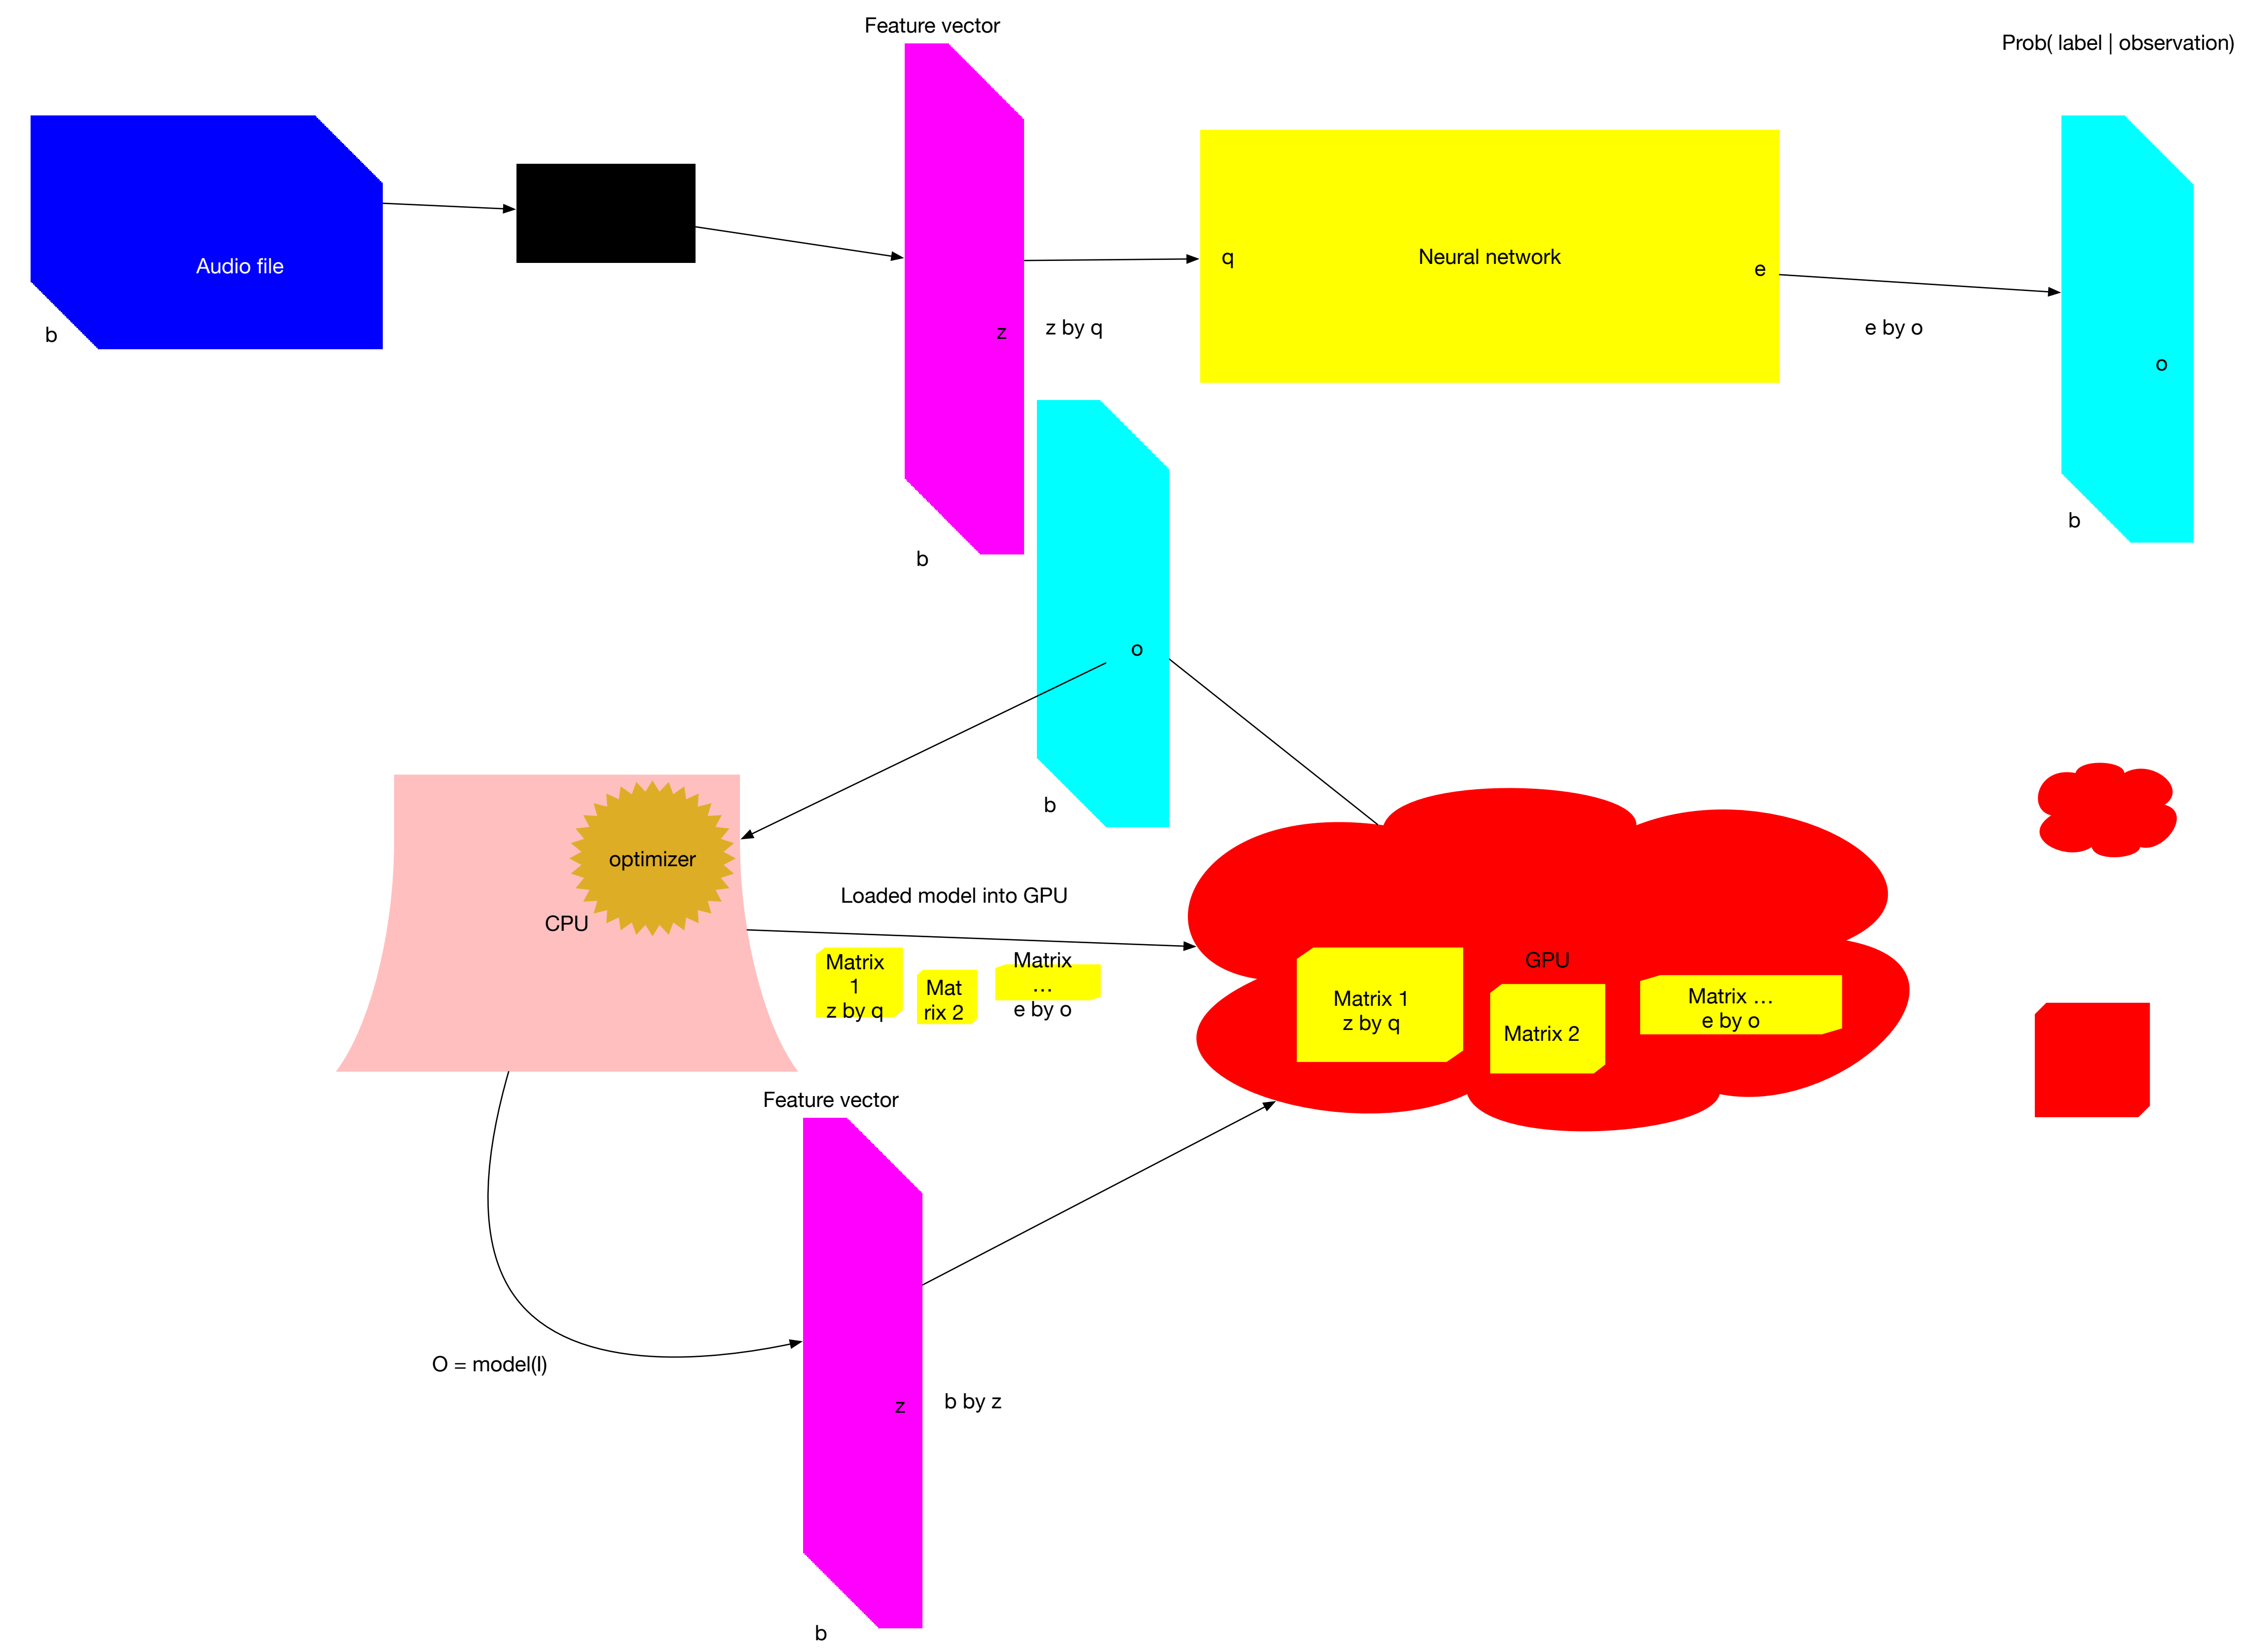 Feature vector
Prob( label | observation)
Audio file
q
Neural network
e
z
z by q
e by o
o
b
b
b
o
b
optimizer
CPU
Loaded model into GPU
Matrix
1
z by q
Mat
rix 2
Matrix
...
e by o
GPU
Matrix 1
z by q
Matrix 2
Matrix ...
e by o
Feature vector
O = model(I)
z
b by z
b